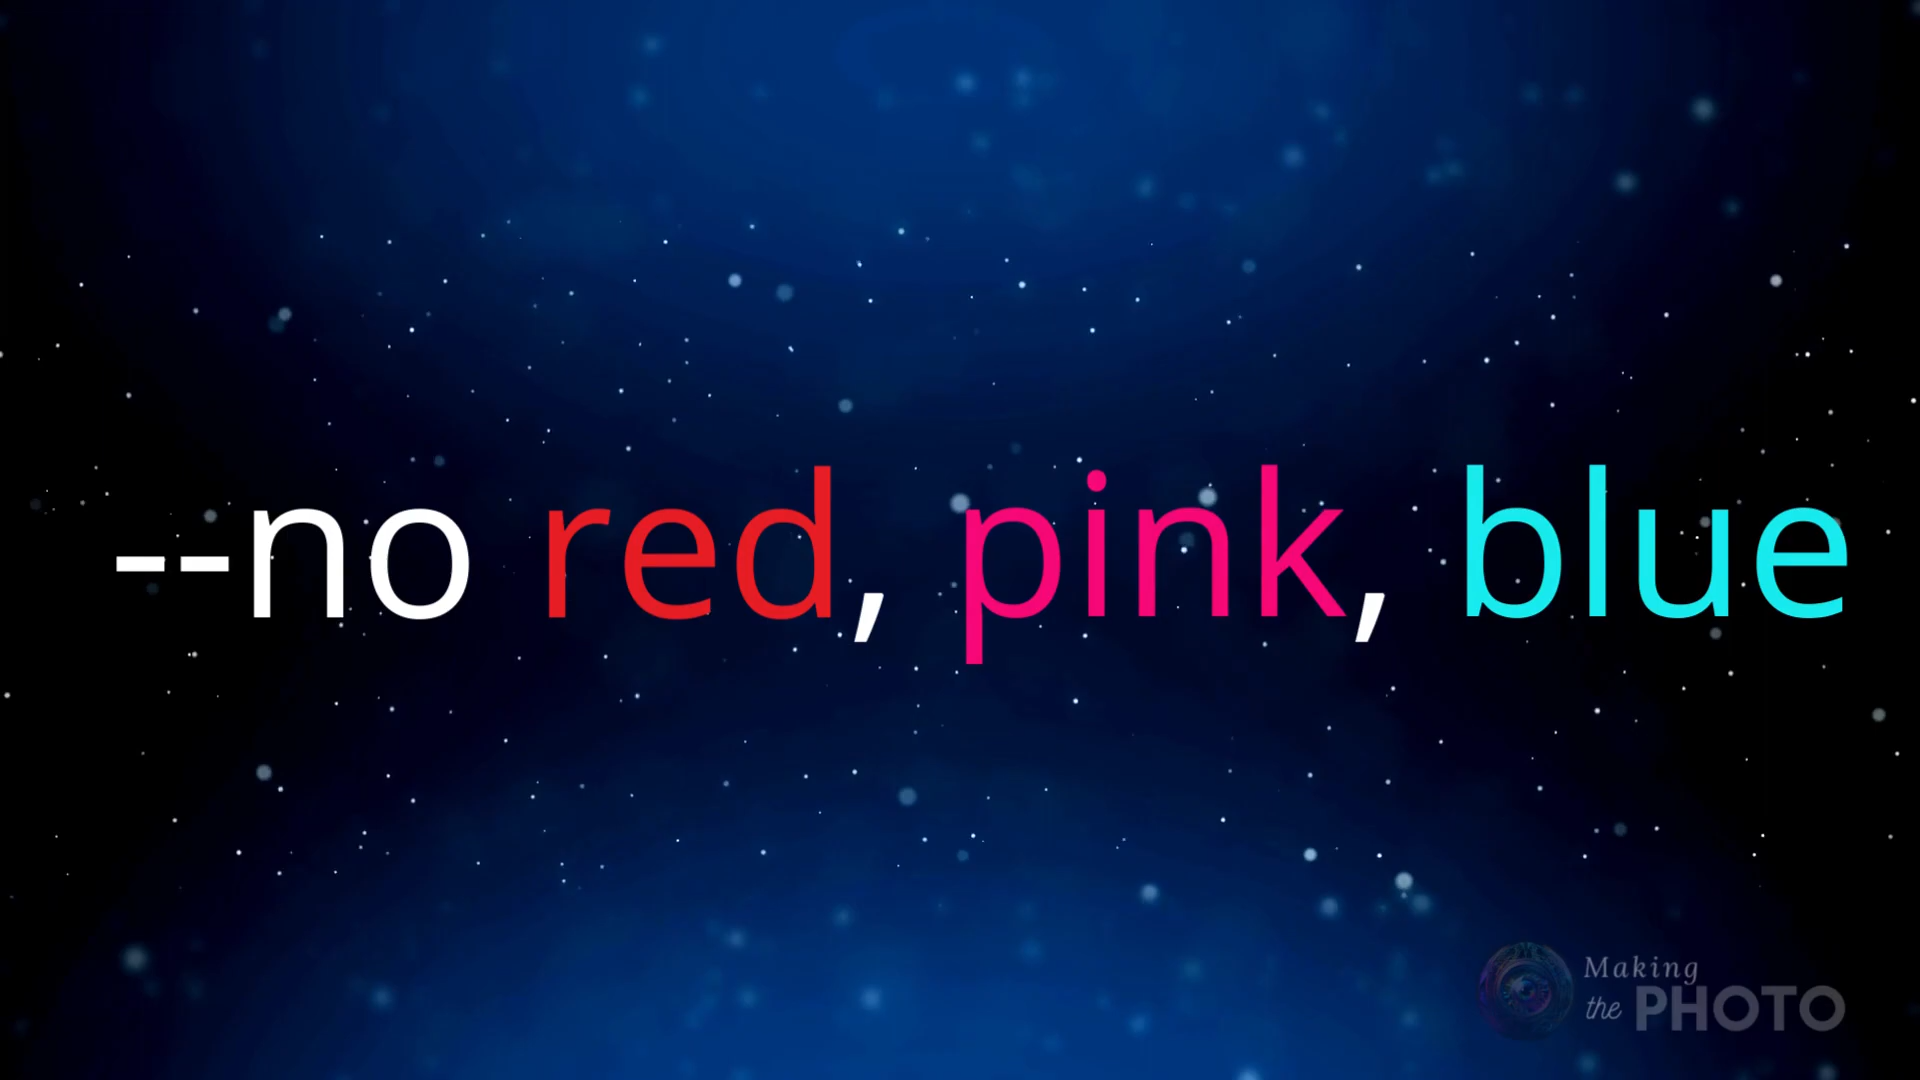 --no red, pink, blue
Making
the PHOTO